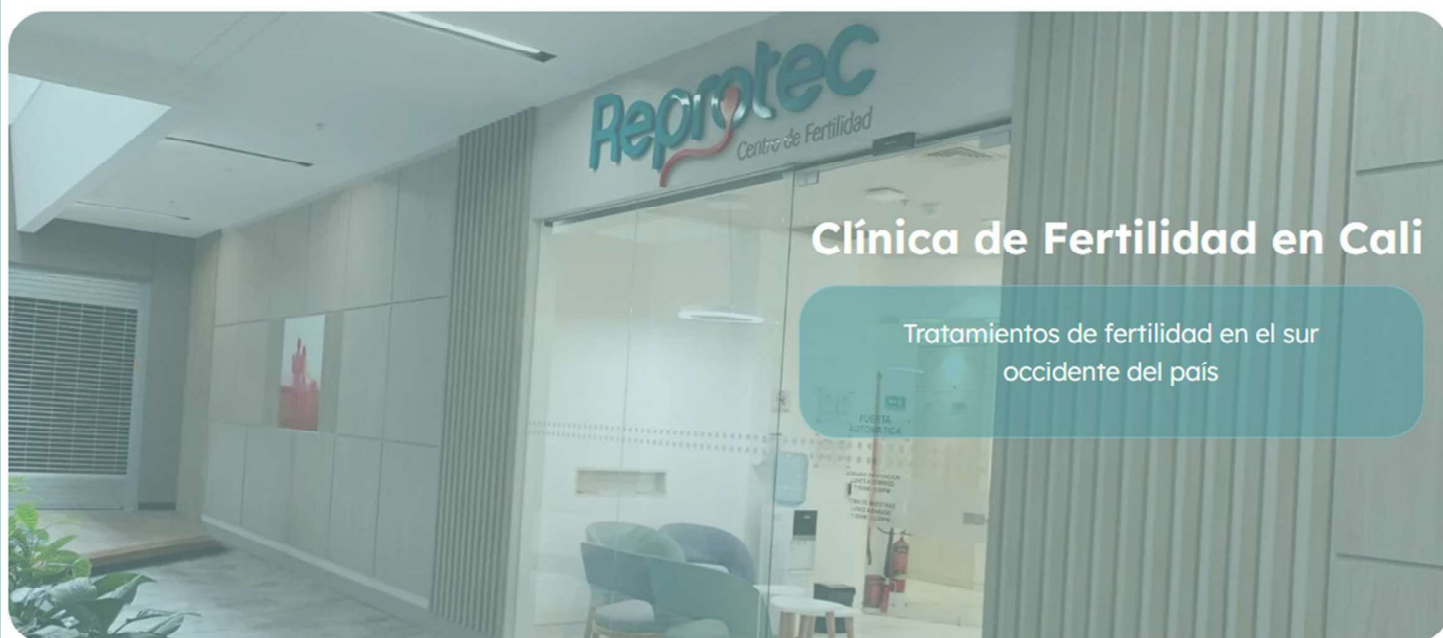 Reprotec
Centro de Fertilidad
Clínica de Fertilidad en Cali
Tratamientos de fertilidad en el sur
occidente del país
PUERTA
AUTOMATICA